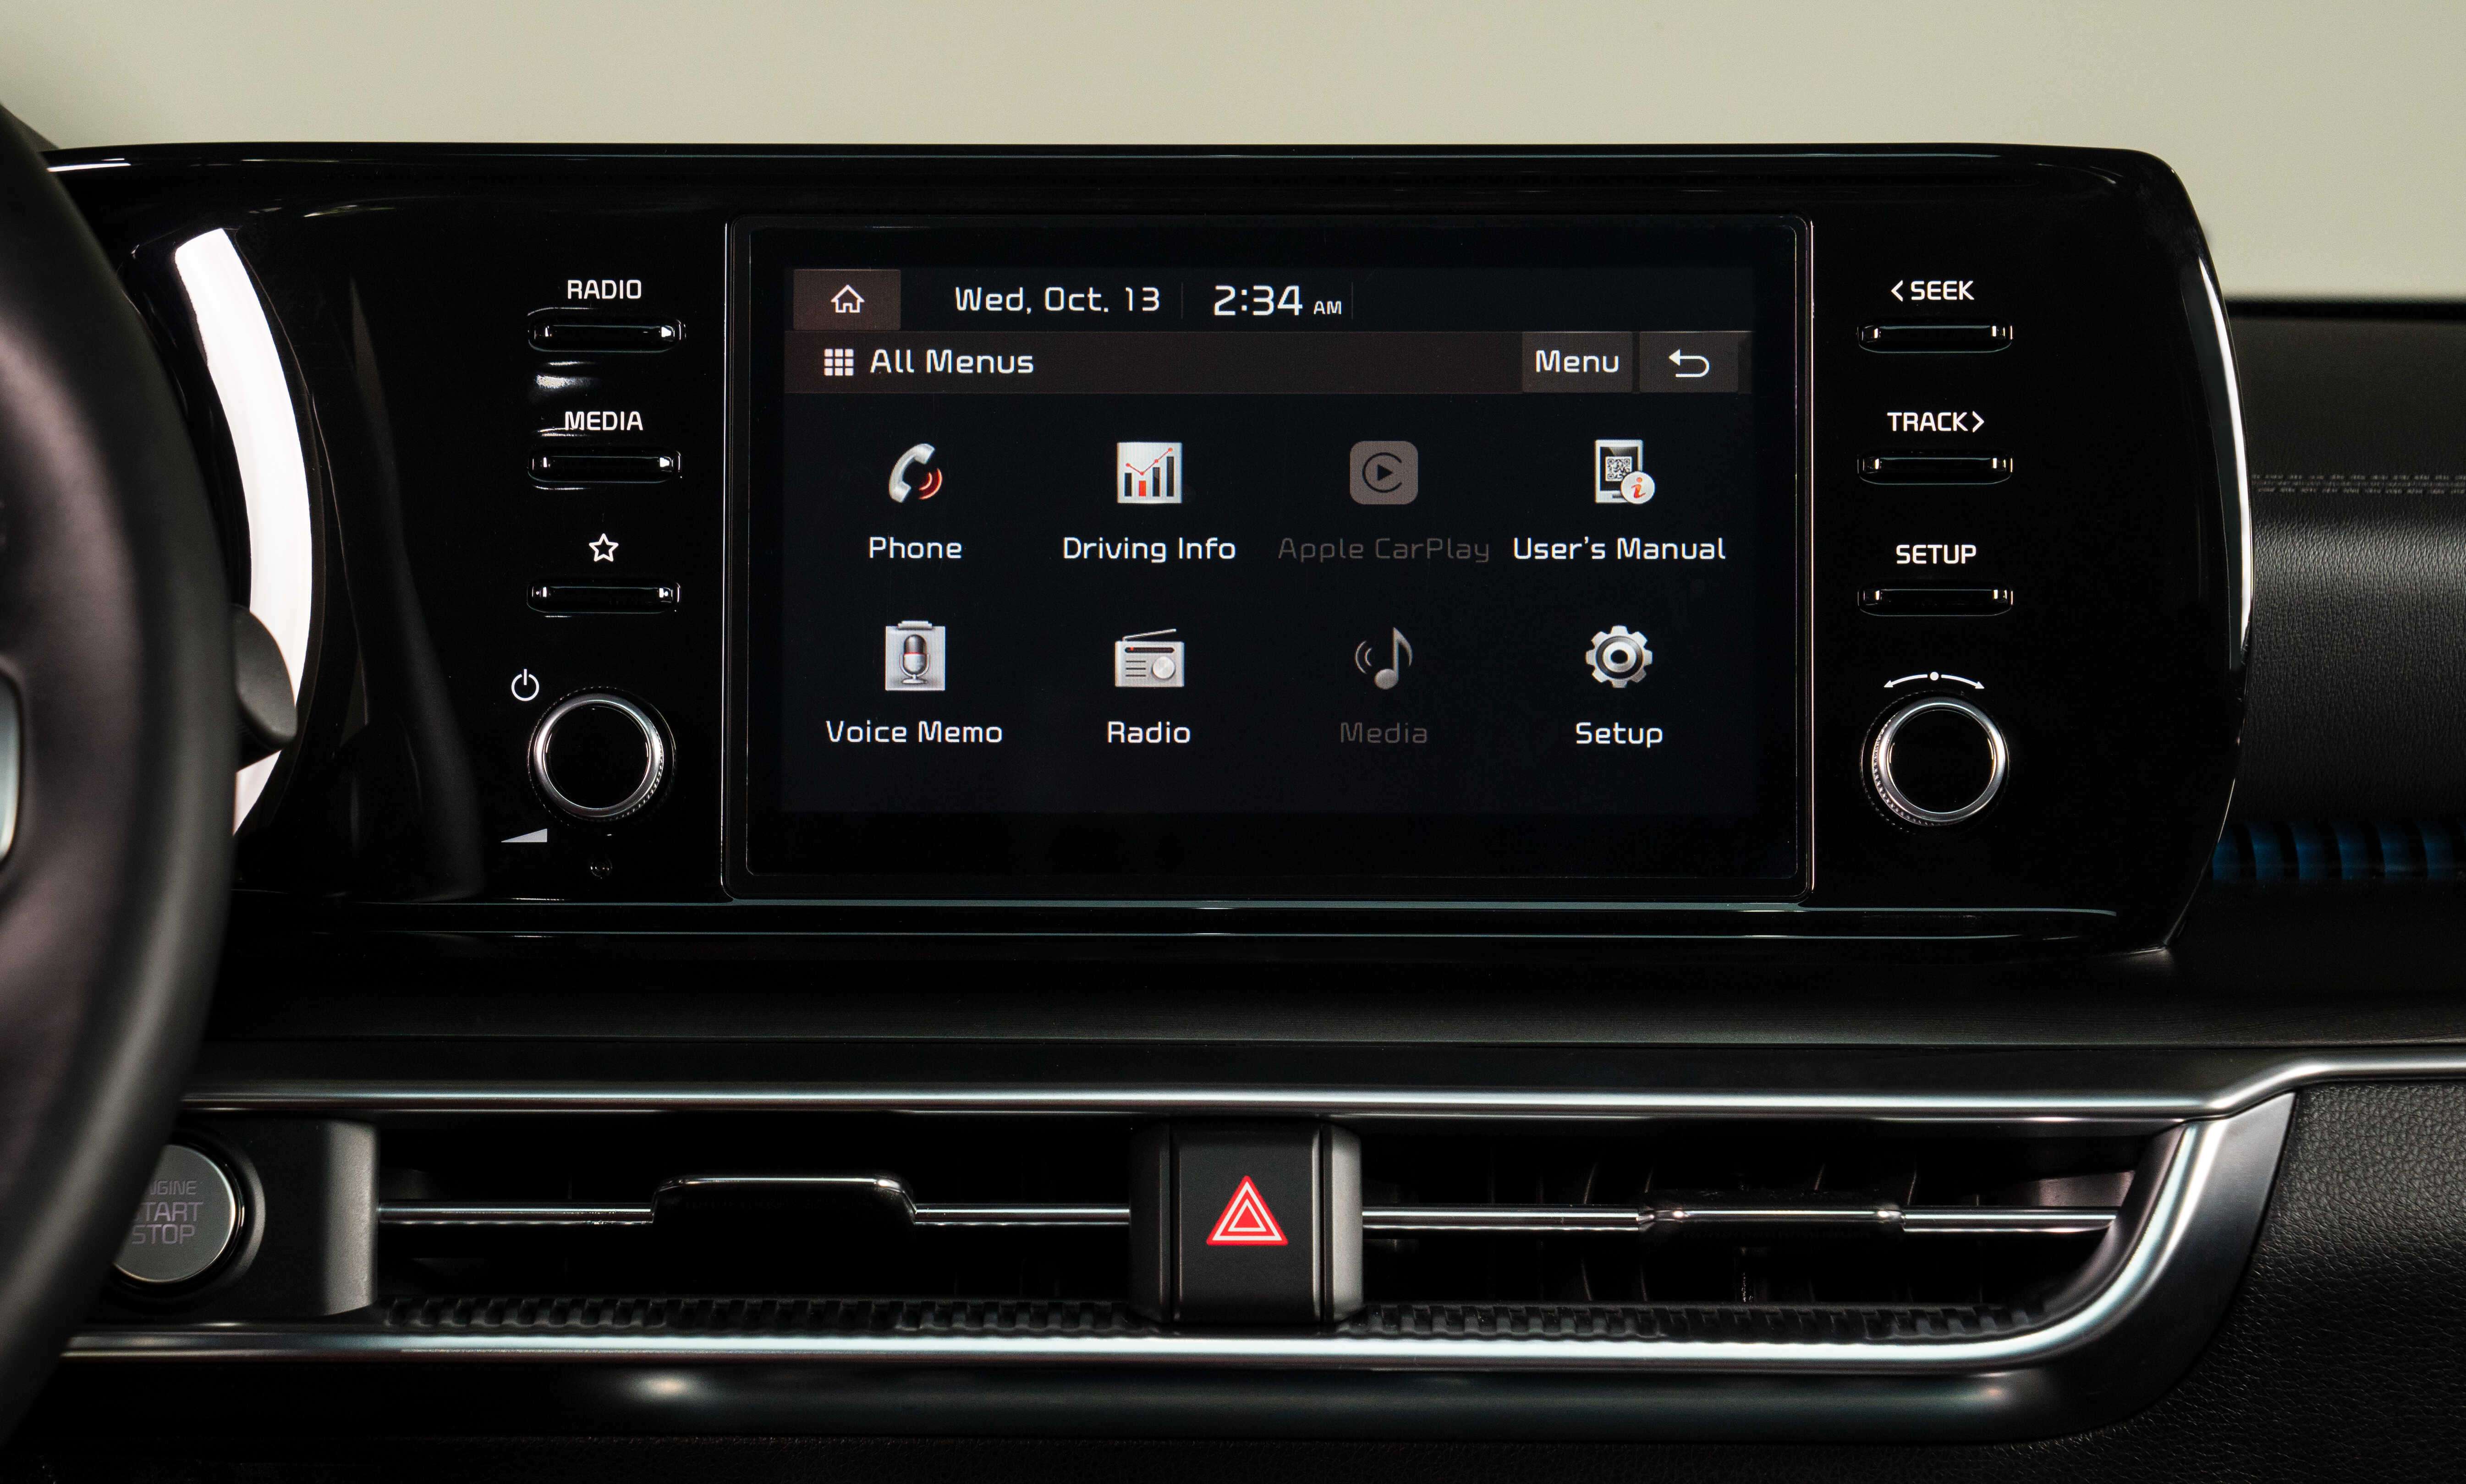 RADIO
MEDIA
Wed, Oct. 13 2:34 AM
All Menus Menu
Phone Driving Info Apple CarPlay User's Manual
Voice Memo Radio Media Setup
< SEEK
TRACK >
SETUP
START
STOP